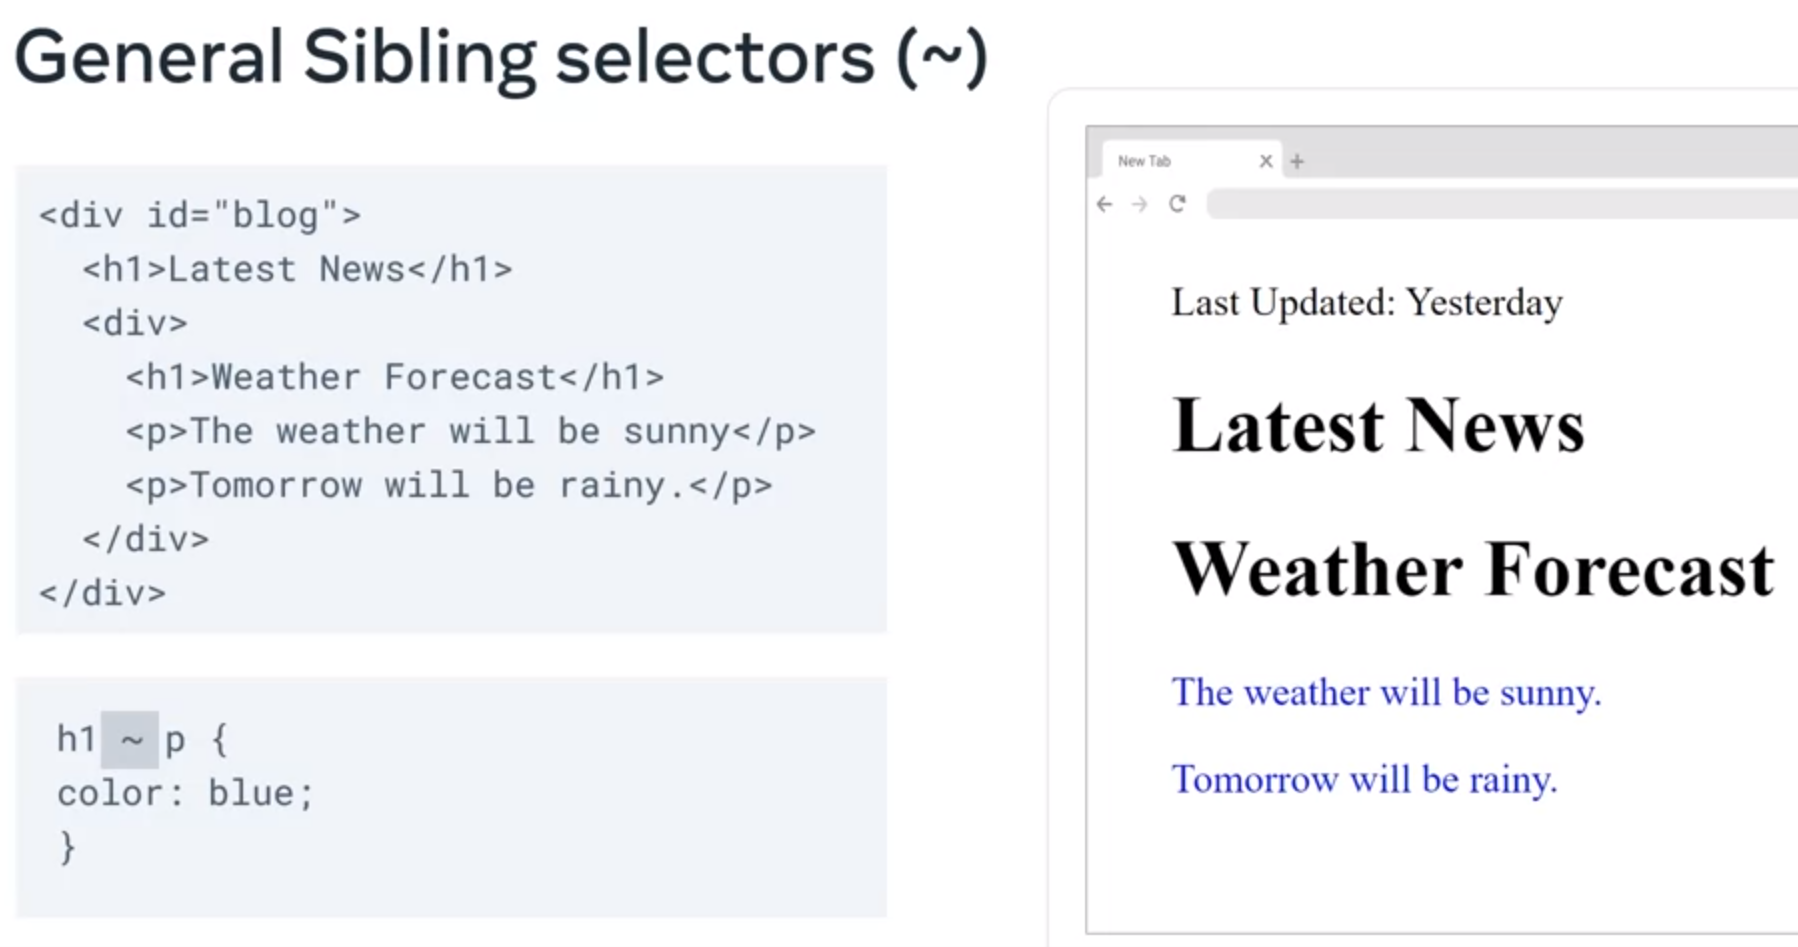 General Sibling selectors (~)
<div id="blog">
<h1>Latest News</h1>
<div>
<h1>Weather Forecast</h1>
<p>The weather will be sunny</p>
<p>Tomorrow will be rainy.</p>
</div>
</div>
h1 ~ p {
color: blue;
}
New Tab
Last Updated: Yesterday
Latest News
Weather Forecast
The weather will be sunny.
Tomorrow will be rainy.